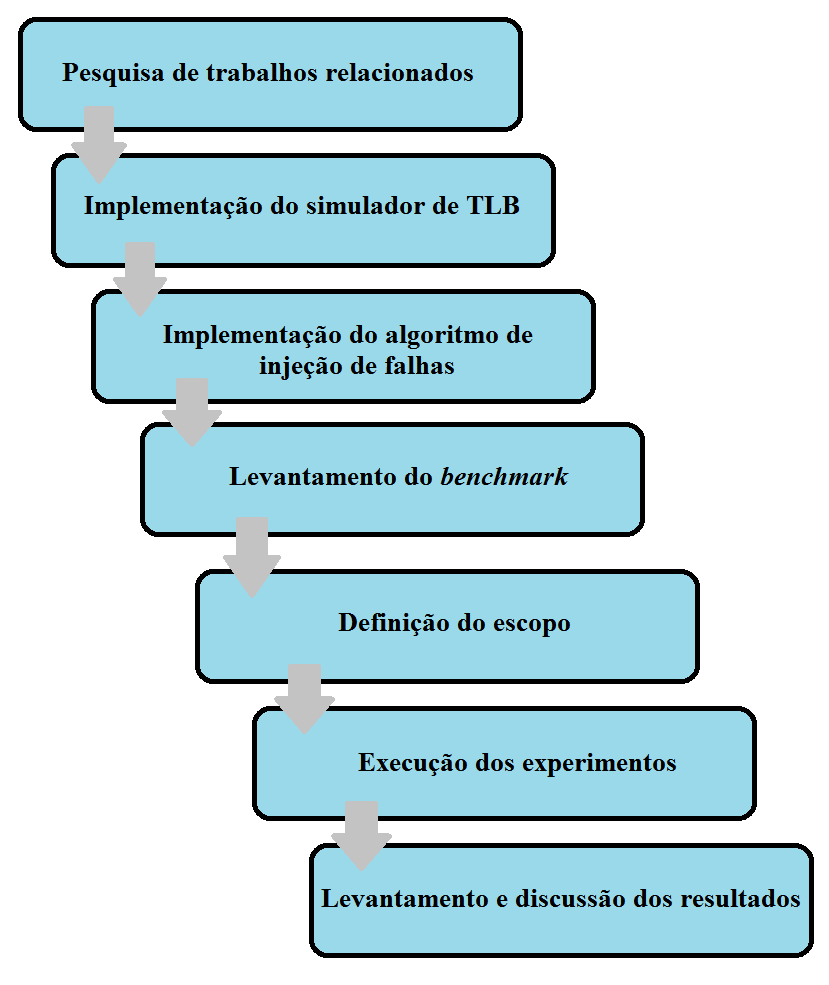 Pesquisa de trabalhos relacionados
Implementação do simulador de TLB
Implementação do algoritmo de
injeção de falhas
Levantamento do benchmark
Definição do escopo
Execução dos experimentos
Levantamento e discussão dos resultados